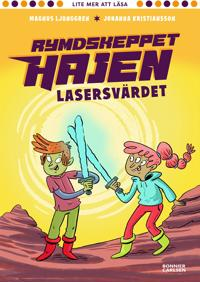 LITE MER ATT LÄSA
MAGNUS LJUNGGREN JOHANNA KRISTIANSSON
RYMDSKEPPET
HAJEN
LASERSVÄRDET
BONNIER
CARLSEN